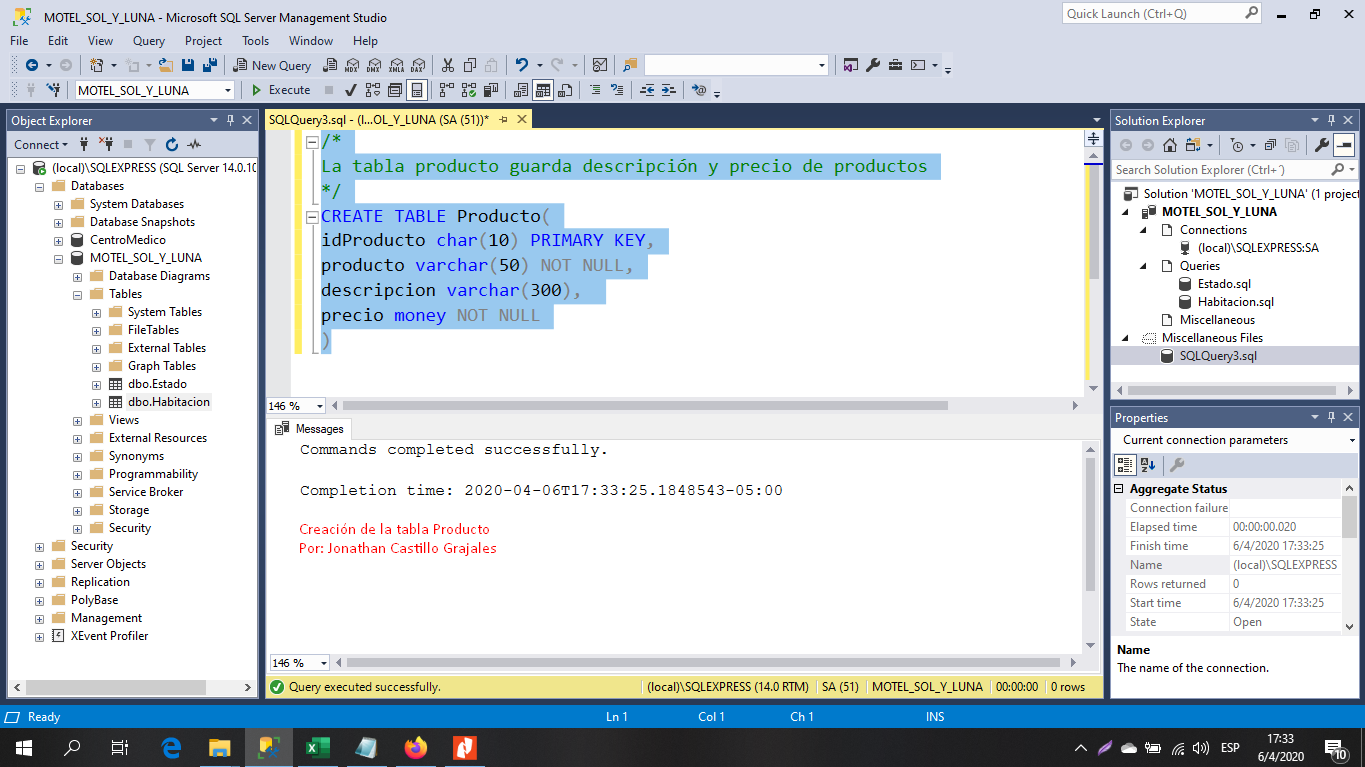 MOTEL_SOL_Y_LUNA - Microsoft SQL Server Management Studio
Quick Launch (Ctrl+Q)
File Edit View Query Project Tools Window Help
New Query MDX DMX XMLA DAX
MOTEL_SOL_Y_LUNA Execute
Object Explorer
Connect
(local)\SQLEXPRESS (SQL Server 14.0.10
Databases
System Databases
Database Snapshots
CentroMedico
MOTEL_SOL_Y_LUNA
Database Diagrams
Tables
System Tables
FileTables
External Tables
Graph Tables
dbo.Estado
dbo.Habitacion
Views
External Resources
Synonyms
Programmability
Service Broker
Storage
Security
Security
Server Objects
Replication
PolyBase
Management
XEvent Profiler
SQLQuery3.sql - (l...OL_Y_LUNA (SA (51))*
/*
La tabla producto guarda descripción y precio de productos
*/
CREATE TABLE Producto(
idProducto char(10) PRIMARY KEY,
producto varchar(50) NOT NULL,
descripcion varchar(300),
precio money NOT NULL
)
146 %
Messages
Commands completed successfully.
Completion time: 2020-04-06T17:33:25.1848543-05:00
Creación de la tabla Producto
Por: Jonathan Castillo Grajales
146 %
Query executed successfully. (local)\SQLEXPRESS (14.0 RTM) SA (51) MOTEL_SOL_Y_LUNA 00:00:00 0 rows
Solution Explorer
Search Solution Explorer (Ctrl+´)
Solution 'MOTEL_SOL_Y_LUNA' (1 project
MOTEL_SOL_Y_LUNA
Connections
(local)\SQLEXPRESS:SA
Queries
Estado.sql
Habitacion.sql
Miscellaneous
Miscellaneous Files
SQLQuery3.sql
Properties
Current connection parameters
Aggregate Status
Connection failure
Elapsed time 00:00:00.020
Finish time 6/4/2020 17:33:25
Name (local)\SQLEXPRESS
Rows returned 0
Start time 6/4/2020 17:33:25
State Open
Name
The name of the connection.
Ready Ln 1 Col 1 Ch 1 INS
ESP
17:33
6/4/2020
10